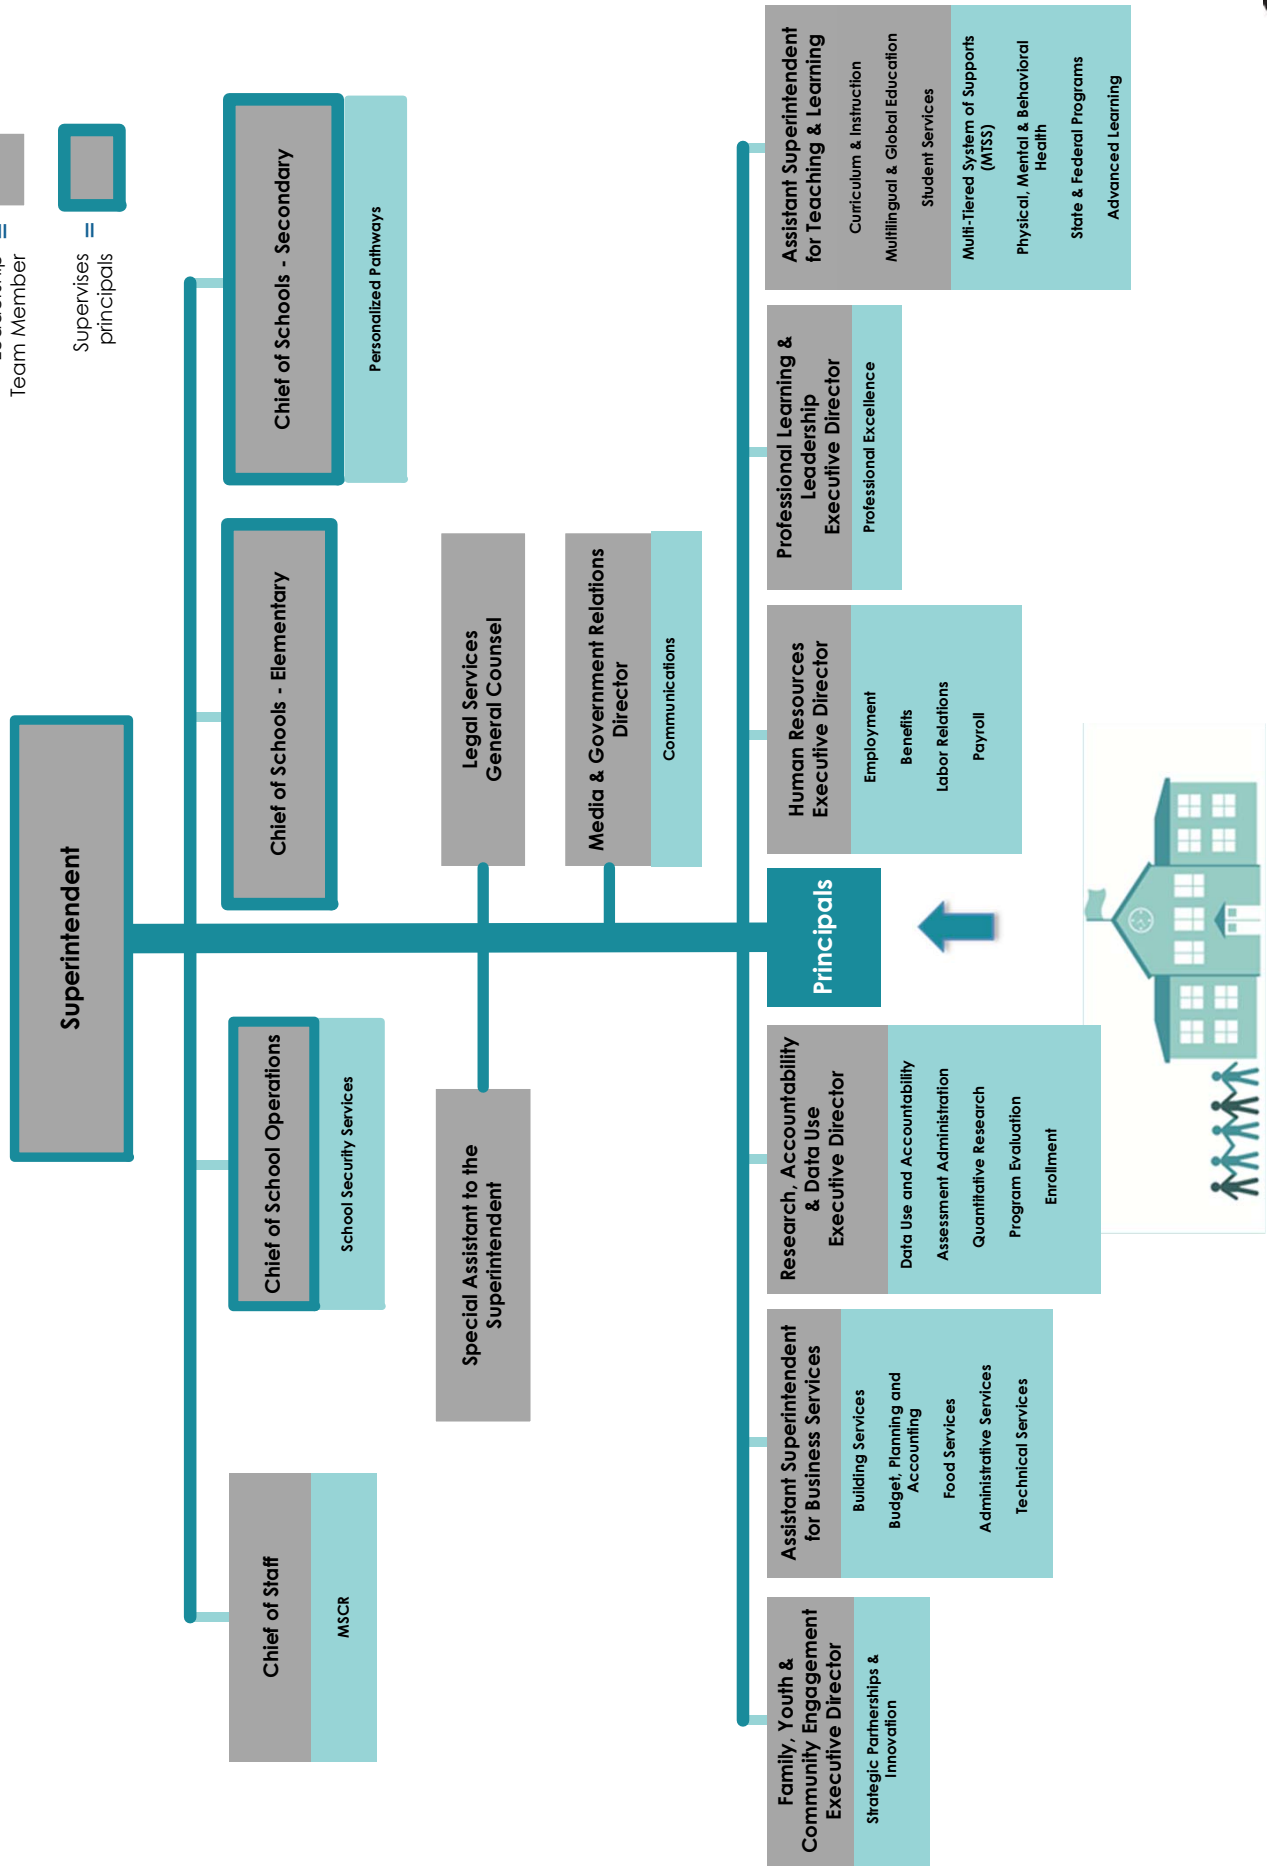 Team Member
=
Supervises
principals
=
Superintendent
Chief of Staff
MSCR
Chief of School Operations
School Security Services
Chief of Schools - Elementary
Chief of Schools - Secondary
Personalized Pathways
Special Assistant to the
Superintendent
Legal Services
General Counsel
Media & Government Relations
Director
Communications
Family, Youth &
Community Engagement
Executive Director
Strategic Partnerships &
Innovation
Assistant Superintendent
for Business Services
Building Services
Budget, Planning and
Accounting
Food Services
Administrative Services
Technical Services
Research, Accountability
& Data Use
Executive Director
Data Use and Accountability
Assessment Administration
Quantitative Research
Program Evaluation
Enrollment
Principals
Human Resources
Executive Director
Employment
Benefits
Labor Relations
Payroll
Professional Learning &
Leadership
Executive Director
Professional Excellence
Assistant Superintendent
for Teaching & Learning
Curriculum & Instruction
Multilingual & Global Education
Student Services
Multi-Tiered System of Supports
(MTSS)
Physical, Mental & Behavioral
Health
State & Federal Programs
Advanced Learning